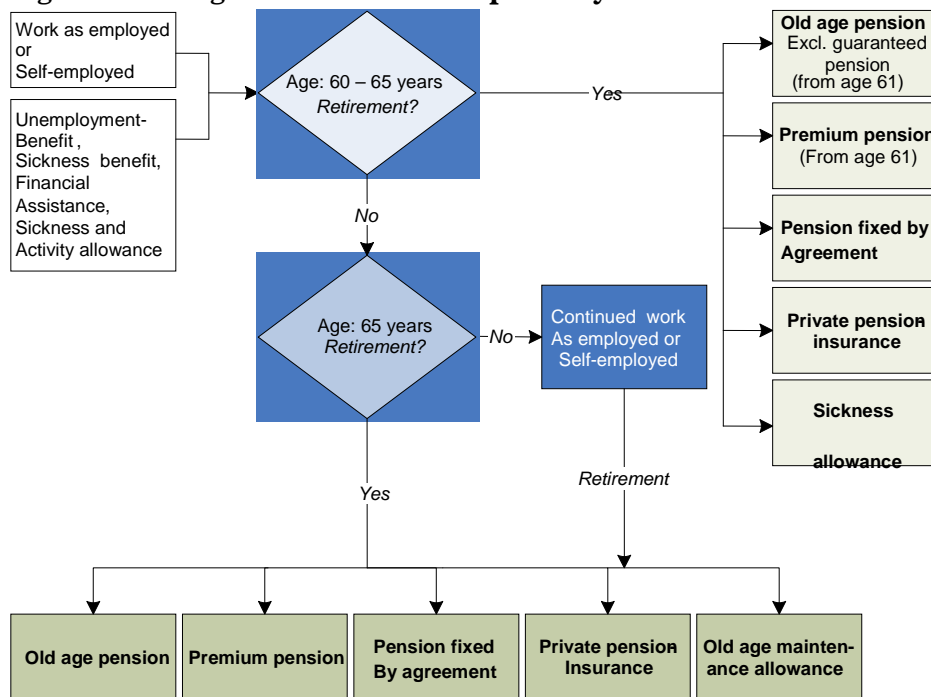 Work as employed
or
Self-employed
Unemployment-
Benefit ,
Sickness benefit,
Financial
Assistance,
Sickness and
Activity allowance
Age: 60 – 65 years
Retirement?
Yes
No
Old age pension
Excl. guaranteed
pension
(from age 61)
Premium pension
(From age 61)
Pension fixed by
Agreement
Private pension
insurance
Sickness
allowance
Age: 65 years
Retirement?
No
Continued work
As employed or
Self-employed
Yes
Retirement
Old age pension
Premium pension
Pension fixed
By agreement
Private pension
Insurance
Old age mainten-
ance allowance